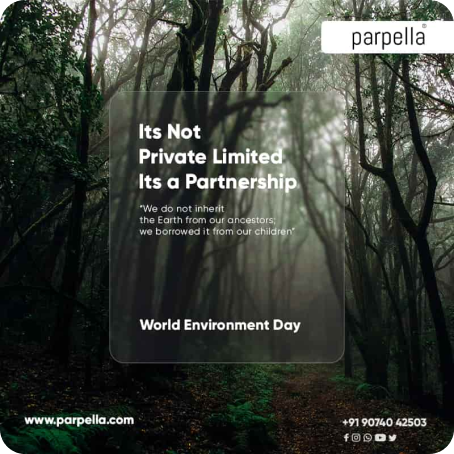 parpella®
Its Not
Private Limited
Its a Partnership
"We do not inherit
the Earth from our ancestors;
we borrowed it from our children"
World Environment Day
www.parpella.com
+91 90740 42503